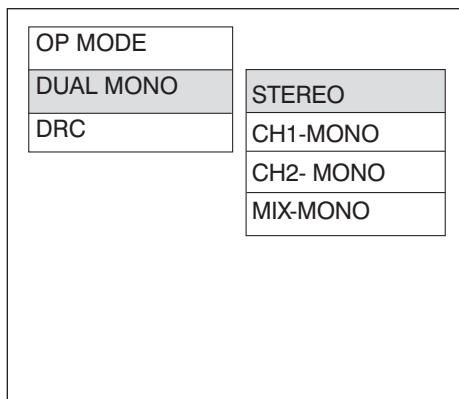 OP MODE
DUAL MONO
DRC
STEREO
CH1-MONO
CH2- MONO
MIX-MONO